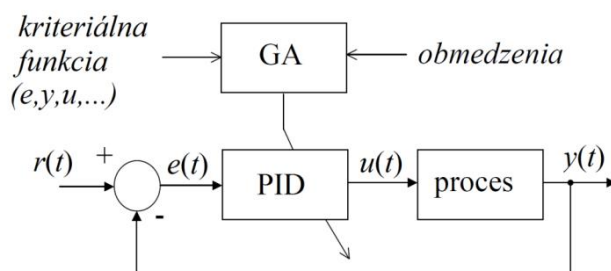 kriteriálna
funkcia
(e,y,u,...)
GA
obmedzenia
r(t)
+
-
e(t)
PID
u(t)
proces
y(t)